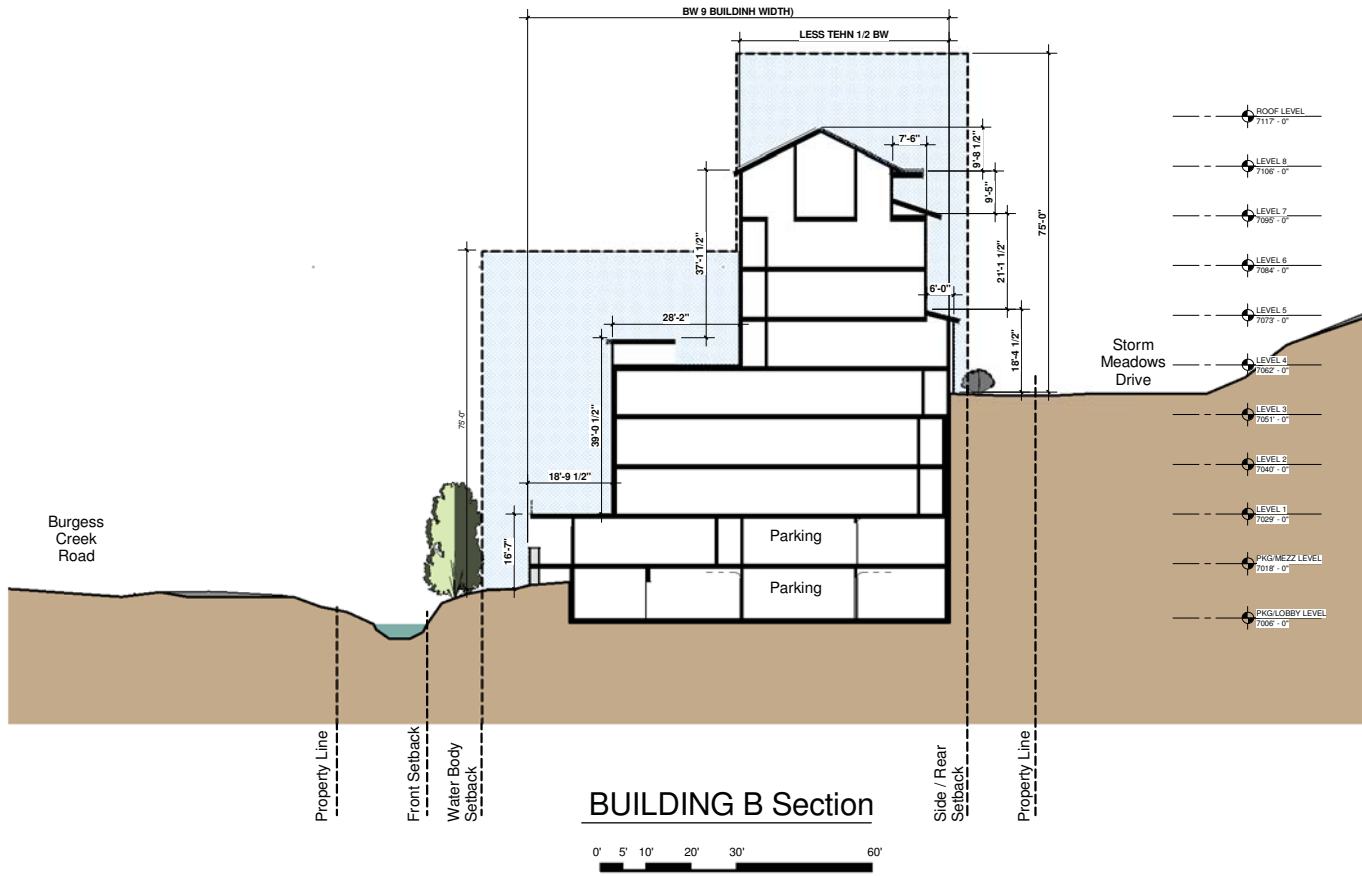 BW 9 BUILDINH WIDTH)
LESS TEHN 1/2 BW
ROOF LEVEL
7117' - 0"
LEVEL 8
7106' - 0"
LEVEL 7
7095' - 0"
LEVEL 6
7084' - 0"
LEVEL 5
7073' - 0"
LEVEL 4
7062' - 0"
LEVEL 3
7051' - 0"
LEVEL 2
7040' - 0"
LEVEL 1
7029' - 0"
PKG/MEZZ LEVEL
7018' - 0"
PKG/LOBBY LEVEL
7006' - 0"
7'-6"
9'-8 1/2"
9'-5"
75'-0"
37'-1 1/2"
21'-1 1/2"
6'-0"
28'-2"
18'-4 1/2"
Storm
Meadows
Drive
75'-0"
39'-0 1/2"
18'-9 1/2"
16'-7"
Burgess
Creek
Road
Parking
Parking
Property Line
Front Setback
Water Body
Setback
Side / Rear
Setback
Property Line
BUILDING B Section
0' 5' 10' 20' 30' 60'